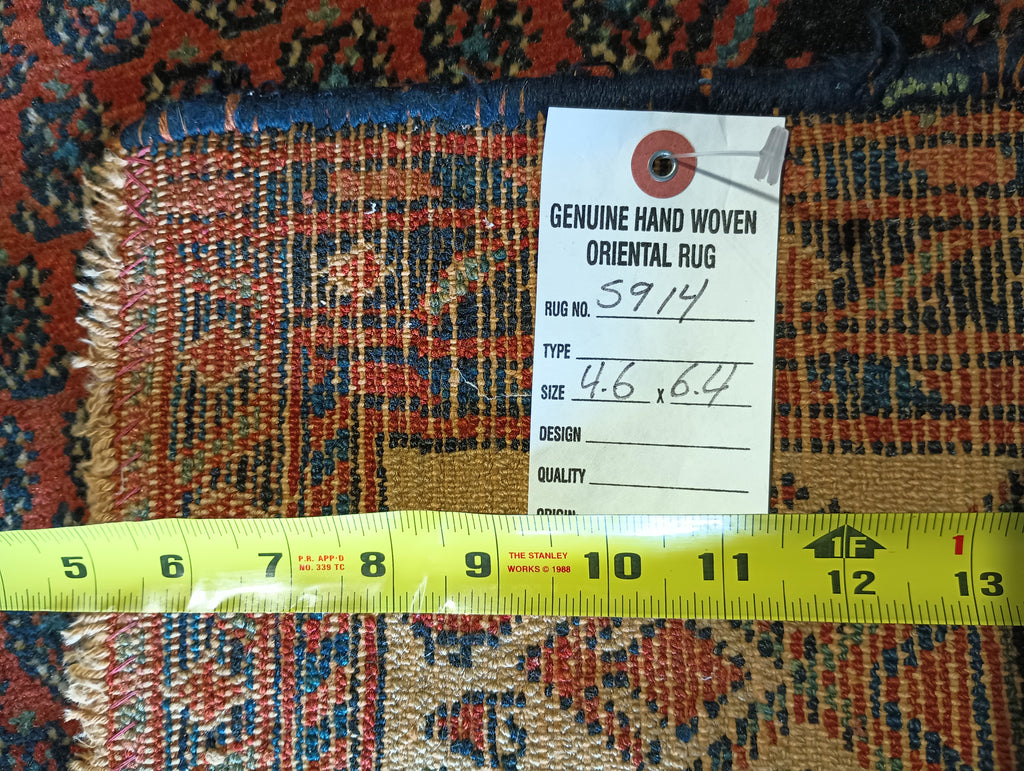 GENUINE HAND WOVEN
ORIENTAL RUG
RUG NO. 5914
TYPE
SIZE 4.6 x 6.4
DESIGN
QUALITY
ORIGIN
5 6 7 P.R. APP·D 8 9 THE STANLEY 10 11 1F 12 1 13
NO. 339 TC WORKS © 1988